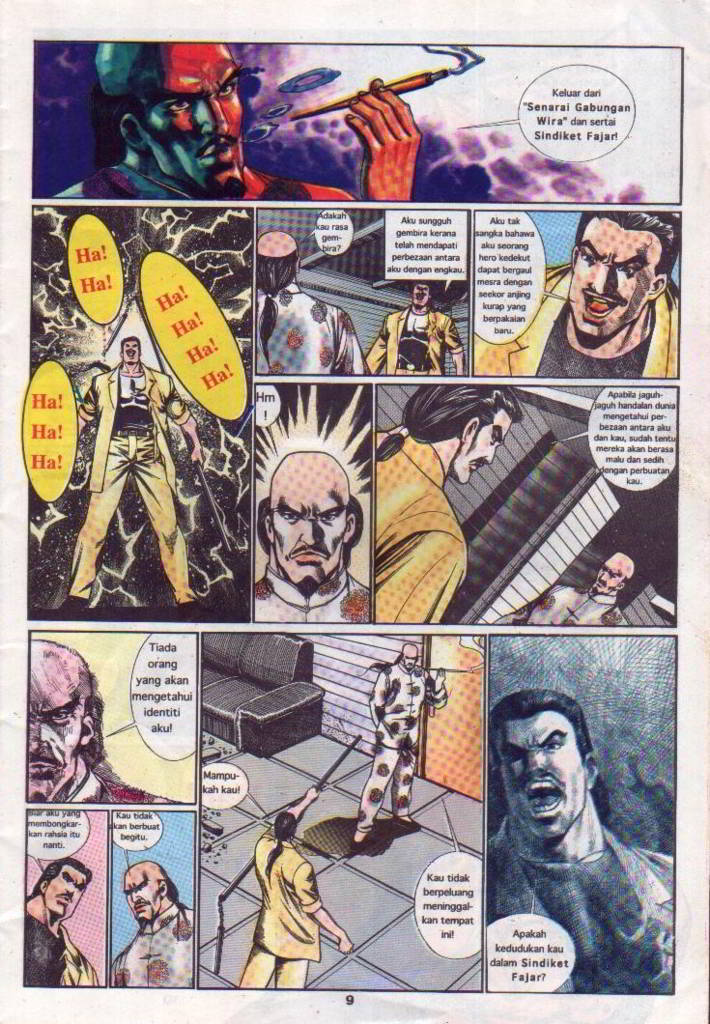 Keluar dari
"Senarai Gabungan
Wira" dan sertai
Sindiket Fajar!
Ha!
Ha!
Ha!
Ha!
Ha!
Ha!
Ha!
Ha!
Ha!
Adakah
kau rasa
gem-
bira?
Aku sungguh
gembira kerana
telah mendapati
perbezaan antara
aku dengan engkau.
Aku tak
sangka bahawa
aku seorang
hero kedekut
dapat bergaul
mesra dengan
seekor anjing
kurap yang
berpakaian
baru.
Hm
!
Apabila jaguh-
jaguh handalan dunia
mengetahui per-
bezaan antara aku
dan kau, sudah tentu
mereka akan berasa
malu dan sedih
dengan perbuatan
kau.
Tiada
orang
yang akan
mengetahui
identiti
aku!
Biar aku yang
membongkar-
kan rahsia itu
nanti.
Kau tidak
akan berbuat
begitu.
Mampu-
kah kau!
Kau tidak
berpeluang
meninggal-
kan tempat
ini!
Apakah
kedudukan kau
dalam Sindiket
Fajar?
9